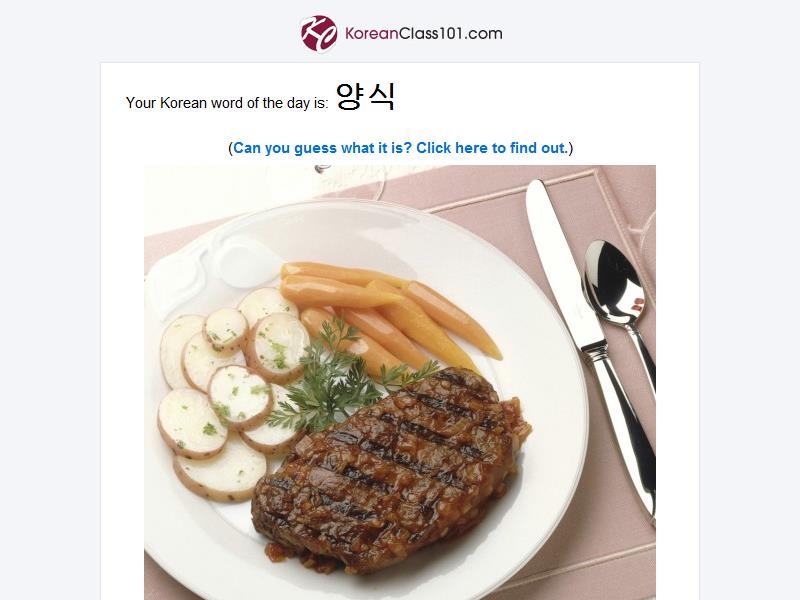 KoreanClass101.com
Your Korean word of the day is: 양식
(Can you guess what it is? Click here to find out.)